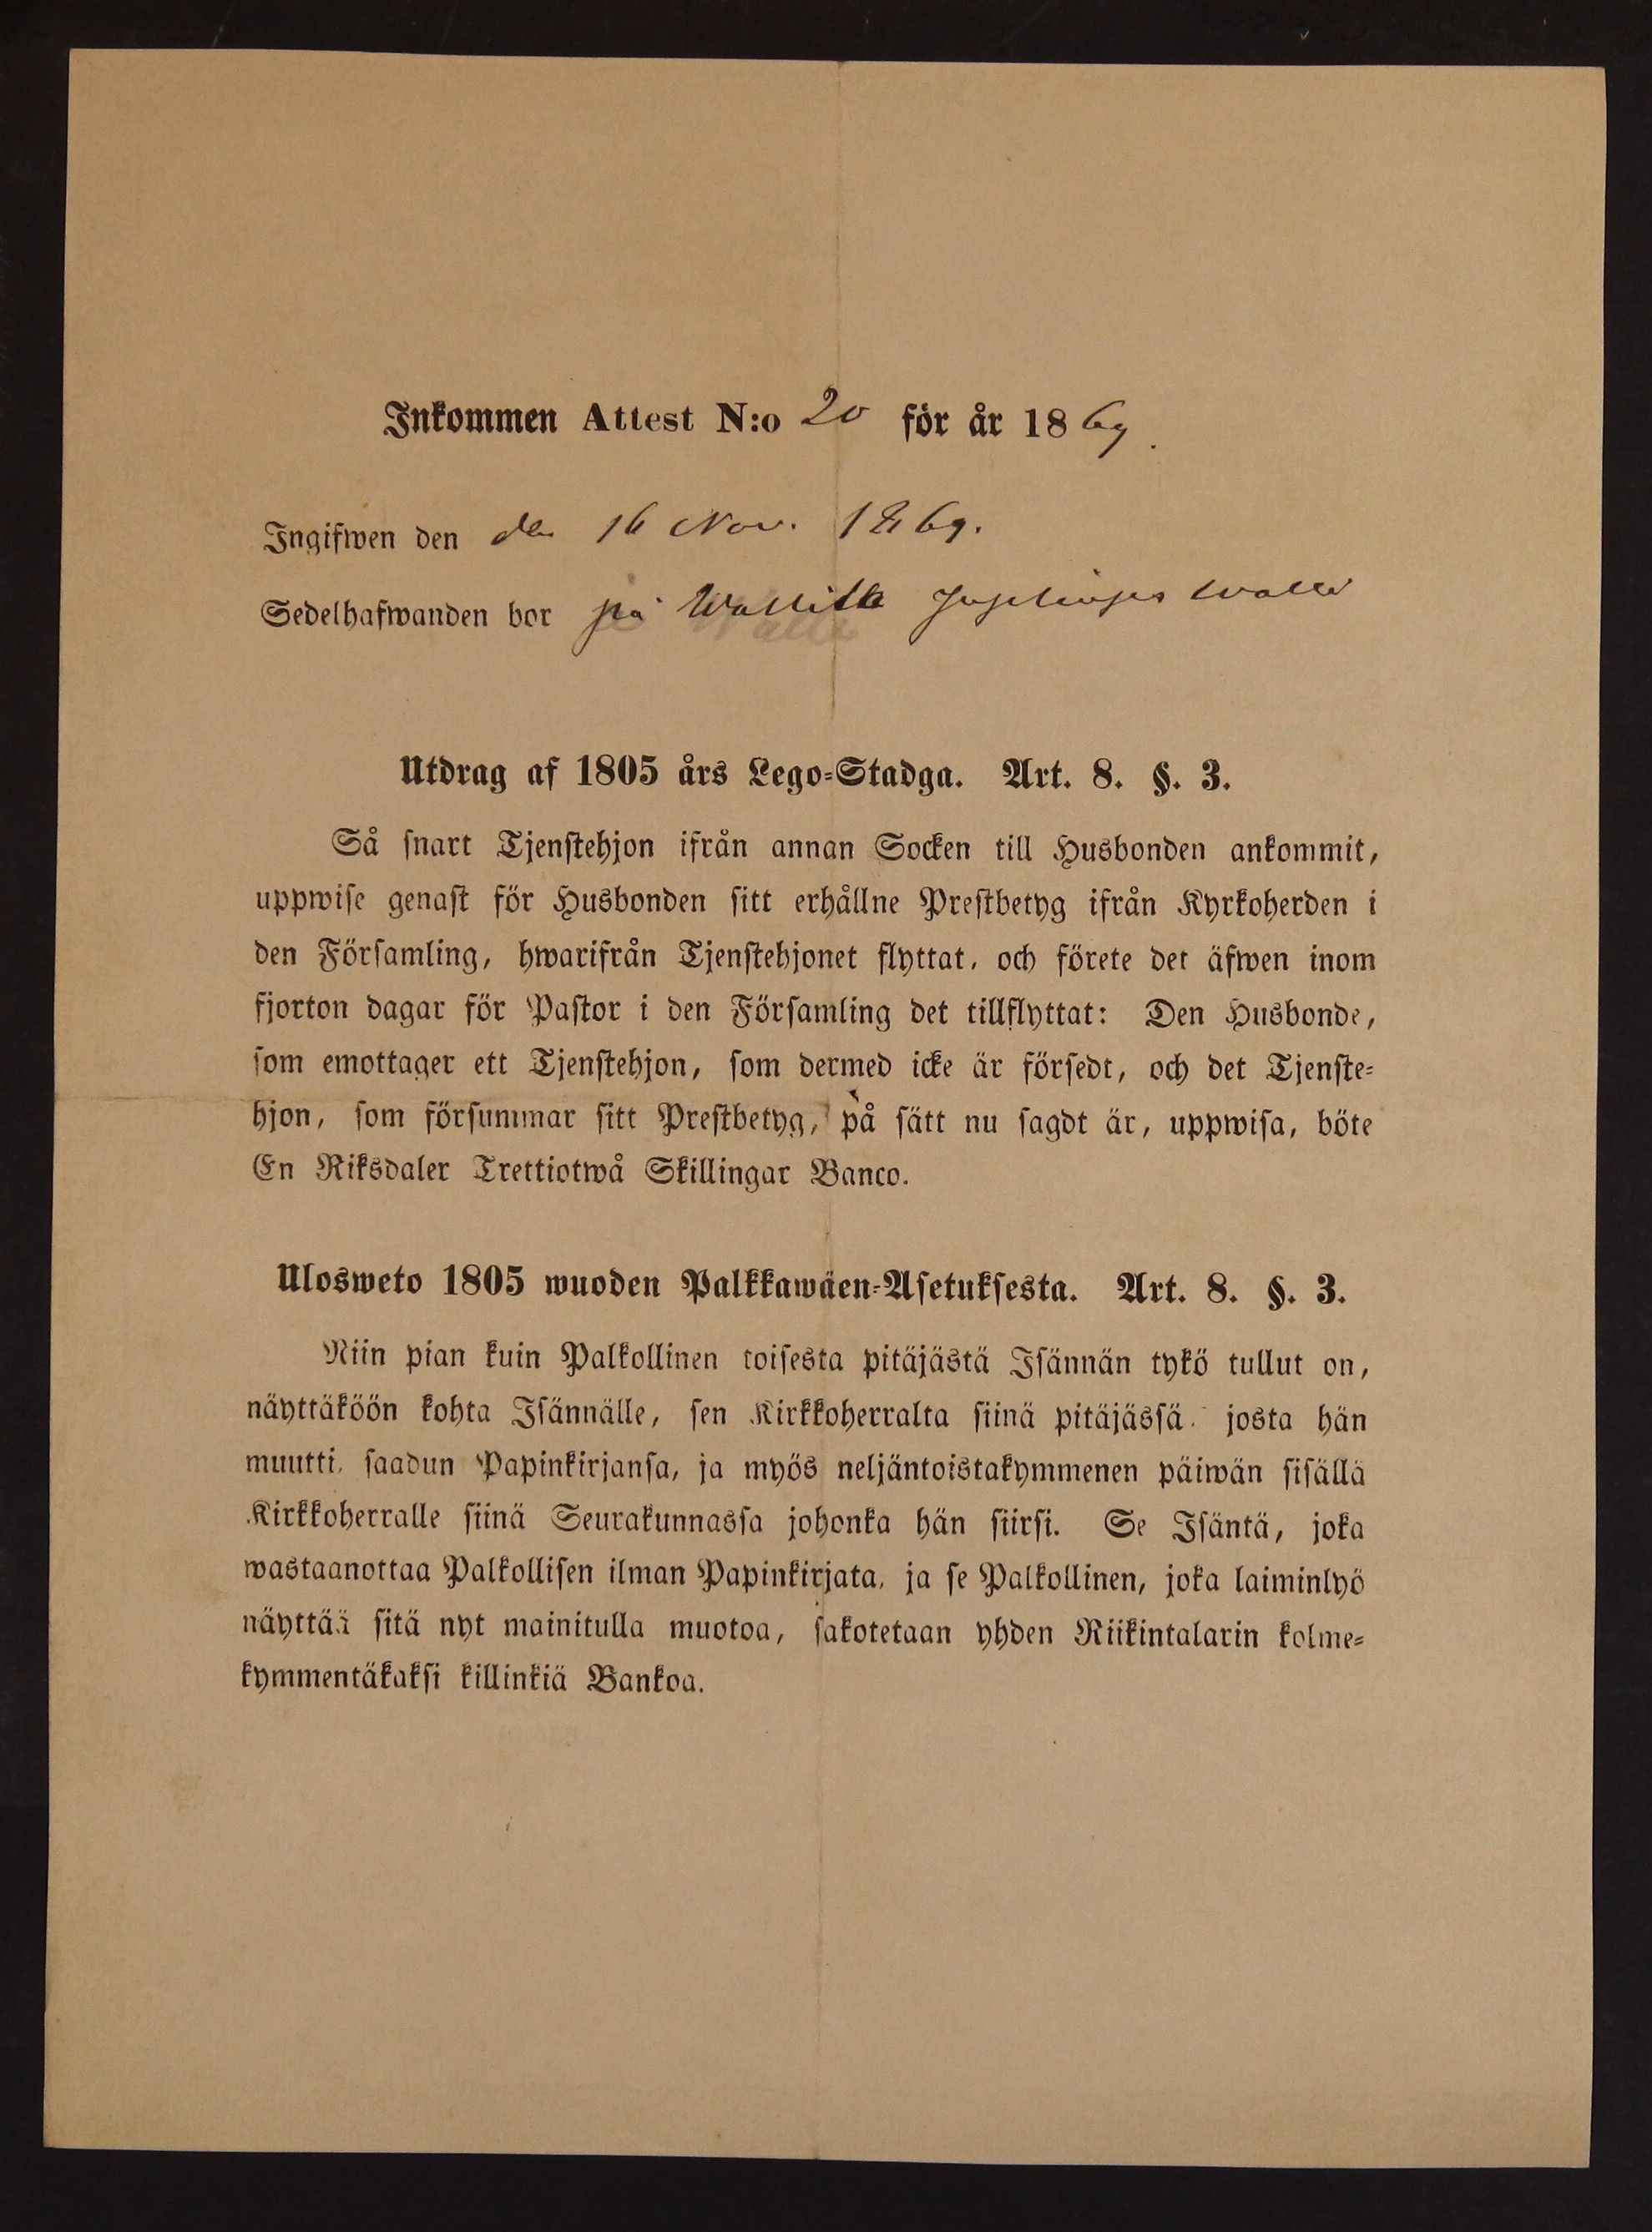 Inkommen Attest N:o 20 för år 1869.
Ingifwen den den 16 Nov. 1869.
Sedelhafwanden bor på
Utdrag af 1805 års Lego-Stadga. Art. 8. §. 3.
Så snart Tjenstehjon ifrån annan Socken till Husbonden ankommit,
uppwise genast för Husbonden sitt erhållne Prestbetyg ifrån Kyrkoherden i
den Församling, hwarifrån Tjenstehjonet flyttat, och förete det äfwen inom
fjorton dagar för Pastor i den Församling det tillflyttat: Den Husbonde,
som emottager ett Tjenstehjon, som dermed icke är försedt, och det Tjenste-
hjon, som försummar sitt Prestbetyg, på sätt nu sagdt är, uppwisa, böte
En Riksdaler Trettiotwå Skillingar Banco.
Ulosweto 1805 wuoden Palkkawäen-Asetuksesta. Art. 8. §. 3.
Niin pian kuin Palkollinen toisesta pitäjästä Isännän tykö tullut on,
näyttäköön kohta Isännälle, sen Kirkkoherralta siinä pitäjässä, josta hän
muutti, saadun Papinkirjansa, ja myös neljäntoistakymmenen päiwän sisällä
Kirkkoherralle siinä Seurakunnassa johonka hän siirsi. Se Isäntä, joka
wastaanottaa Palkollisen ilman Papinkirjata, ja se Palkollinen, joka laiminlyö
näyttää sitä nyt mainitulla muotoa, sakotetaan yhden Riikintalarin kolme-
kymmentäkaksi killinkiä Bankoa.